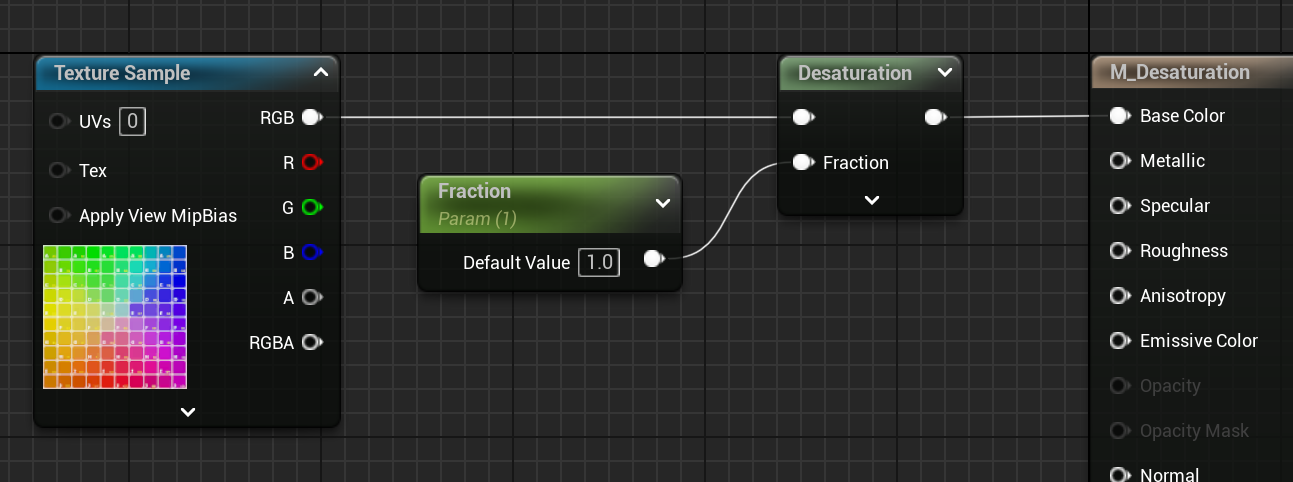 Texture Sample
UVs 0
Tex
Apply View MipBias
RGB
R
G
B
A
RGBA
Fraction
Param (1)
Default Value 1.0
Desaturation
Fraction
M_Desaturation
Base Color
Metallic
Specular
Roughness
Anisotropy
Emissive Color
Opacity
Opacity Mask
Normal